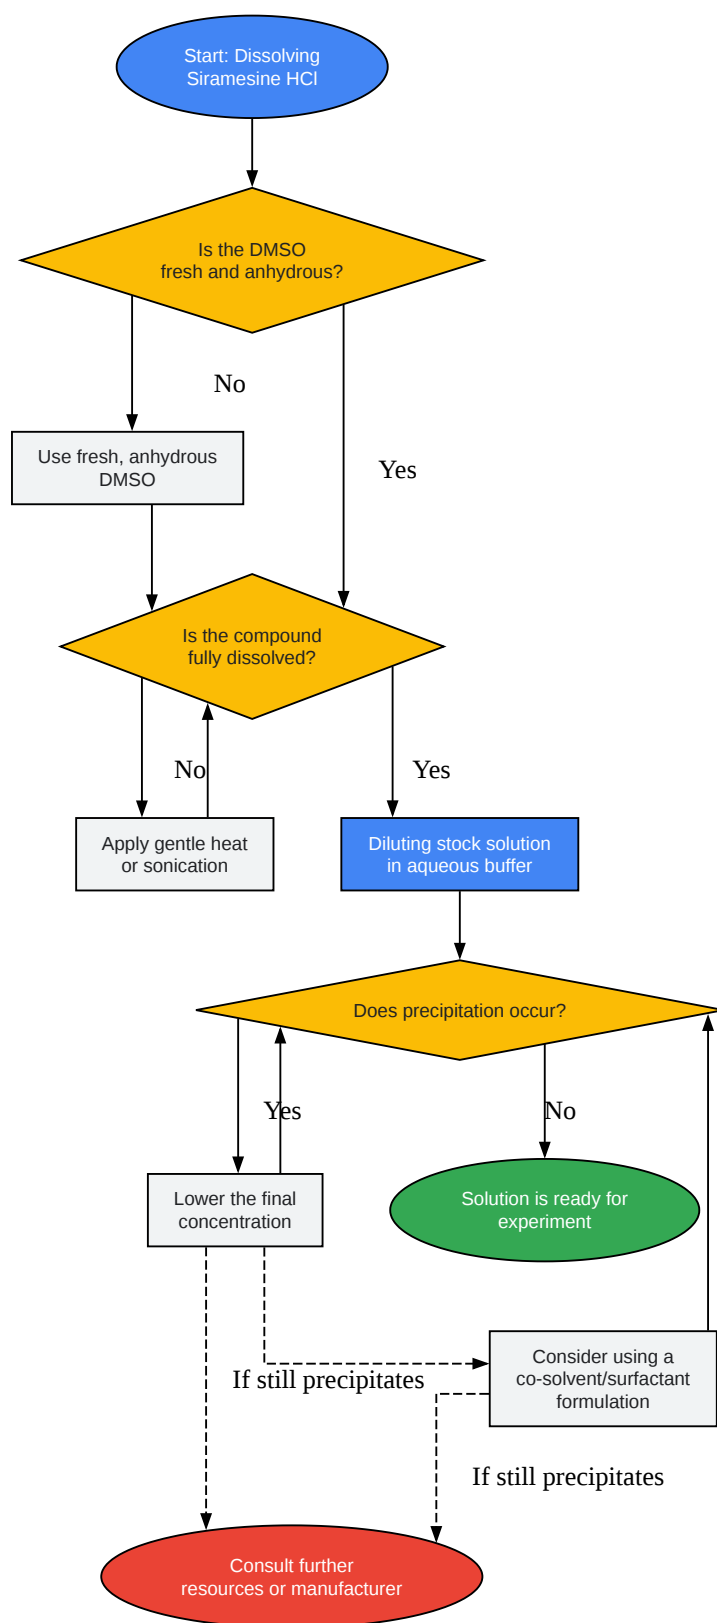 Start: Dissolving
Siramesine HCl
Is the DMSO
fresh and anhydrous?
No
Use fresh, anhydrous
DMSO
Yes
Is the compound
fully dissolved?
No
Yes
Apply gentle heat
or sonication
Diluting stock solution
in aqueous buffer
Does precipitation occur?
Yes
No
Lower the final
concentration
Solution is ready for
experiment
If still precipitates
Consider using a
co-solvent/surfactant
formulation
If still precipitates
Consult further
resources or manufacturer